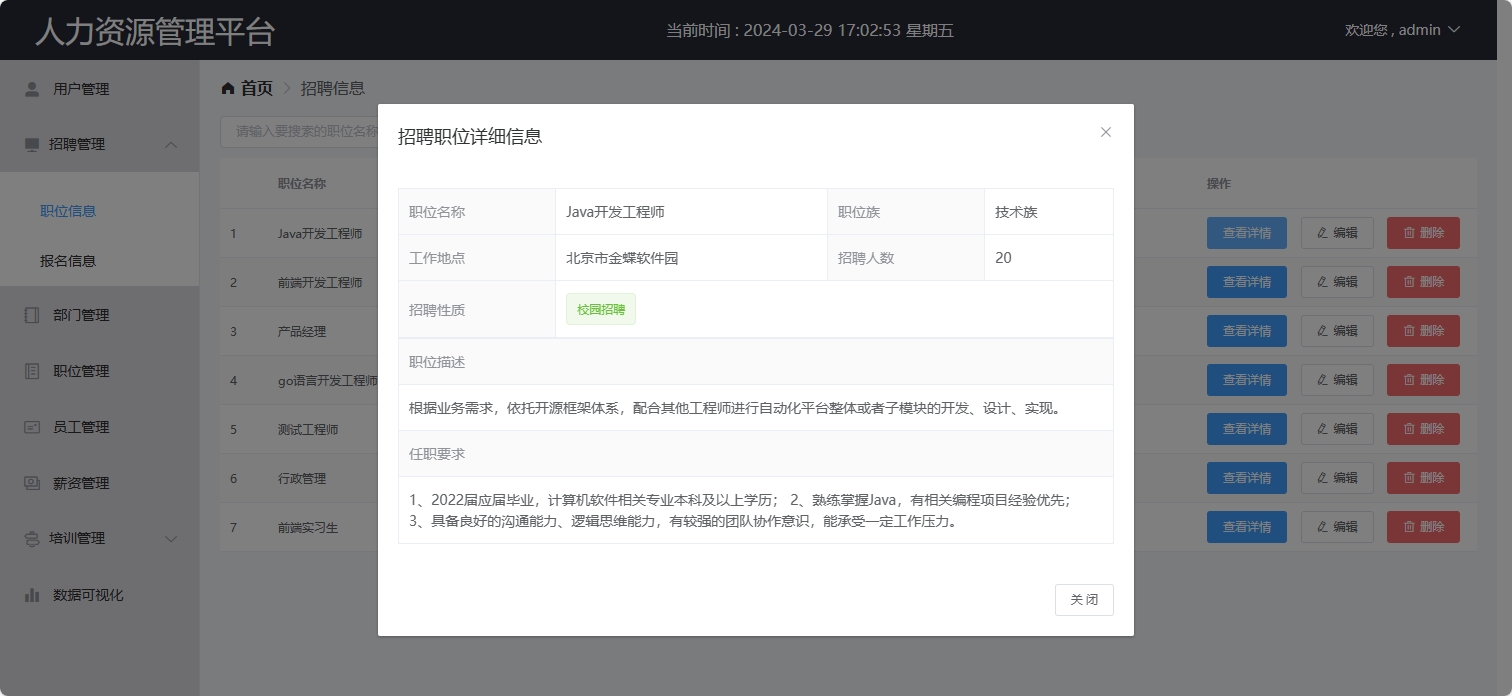 人力资源管理平台
当前时间 : 2024-03-29 17:02:53 星期五
欢迎您 , admin
用户管理
招聘管理
职位信息
报名信息
部门管理
职位管理
员工管理
薪资管理
培训管理
数据可视化
首页 招聘信息
请输入要搜索的职位名称
职位名称 操作
1 Java开发工程师 查看详情 编辑 删除
2 前端开发工程师 查看详情 编辑 删除
3 产品经理 查看详情 编辑 删除
4 go语言开发工程师 查看详情 编辑 删除
5 测试工程师 查看详情 编辑 删除
6 行政管理 查看详情 编辑 删除
7 前端实习生 查看详情 编辑 删除
招聘职位详细信息
职位名称 Java开发工程师 职位族 技术族
工作地点 北京市金蝶软件园 招聘人数 20
招聘性质 校园招聘
职位描述
根据业务需求，依托开源框架体系，配合其他工程师进行自动化平台整体或者子模块的开发、设计、实现。
任职要求
1、2022届应届毕业，计算机软件相关专业本科及以上学历； 2、熟练掌握Java，有相关编程项目经验优先；
3、具备良好的沟通能力、逻辑思维能力，有较强的团队协作意识，能承受一定工作压力。
关 闭